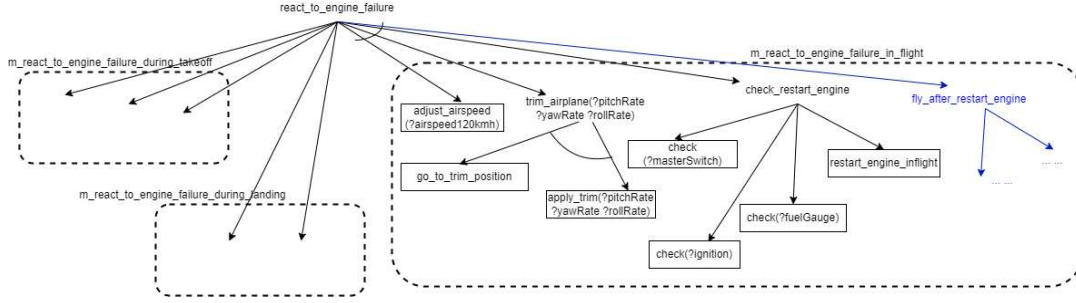 react_to_engine_failure
m_react_to_engine_failure_in_flight
m_react_to_engine_failure_during_takeoff
adjust_airspeed
(?airspeed120kmh)
trim_airplane(?pitchRate
?yawRate ?rollRate)
check_restart_engine
fly_after_restart_engine
go_to_trim_position
check
(?masterSwitch)
restart_engine_inflight
... ...
... ...
m_react_to_engine_failure_during_landing
apply_trim(?pitchRate
?yawRate ?rollRate)
check(?fuelGauge)
check(?ignition)